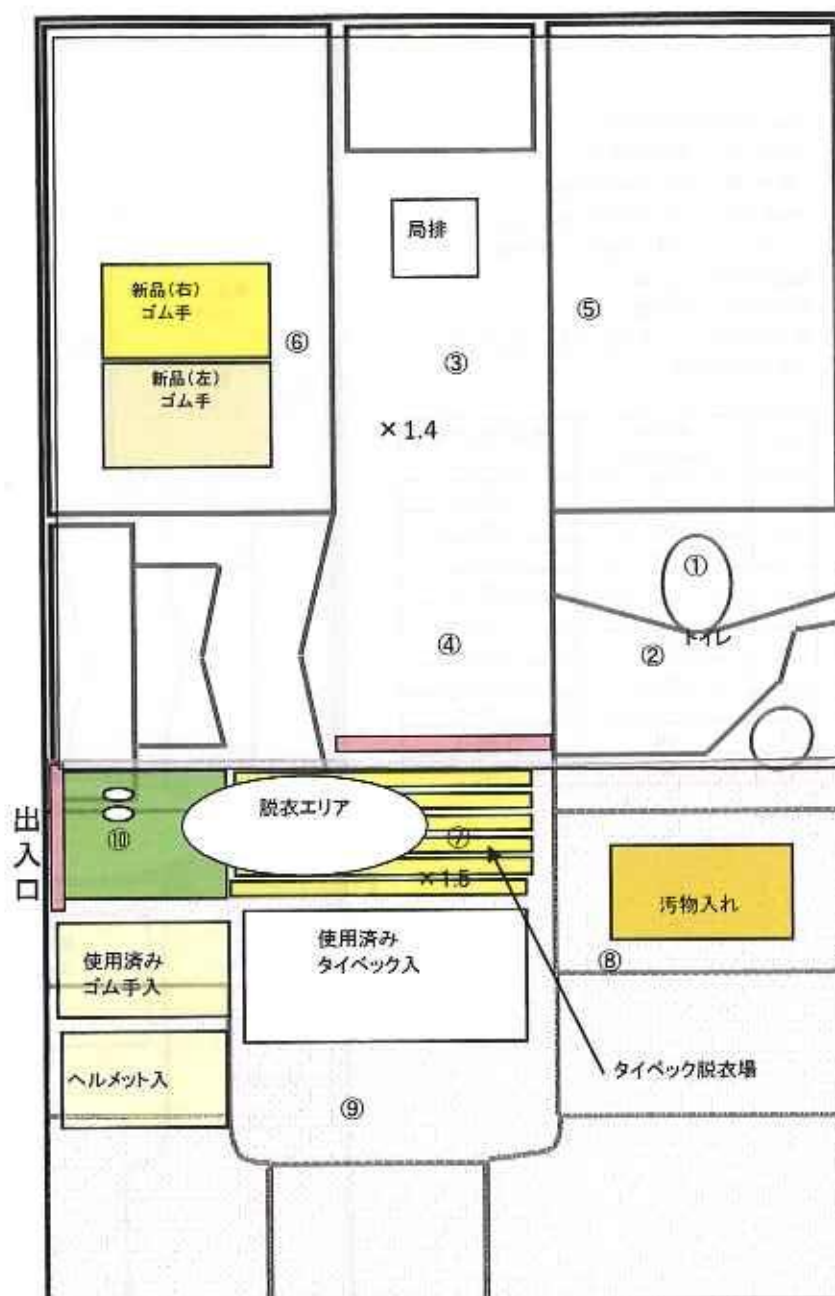 局排
新品(右)
ゴム手
⑤
⑥
③
新品(左)
ゴム手
×1.4
①
トイレ
④
②
脱衣エリア
出入口
⑩
⑦
×1.5
汚物入れ
使用済み
ゴム手入
使用済み
タイベック入
⑧
ヘルメット入
タイベック脱衣場
⑨